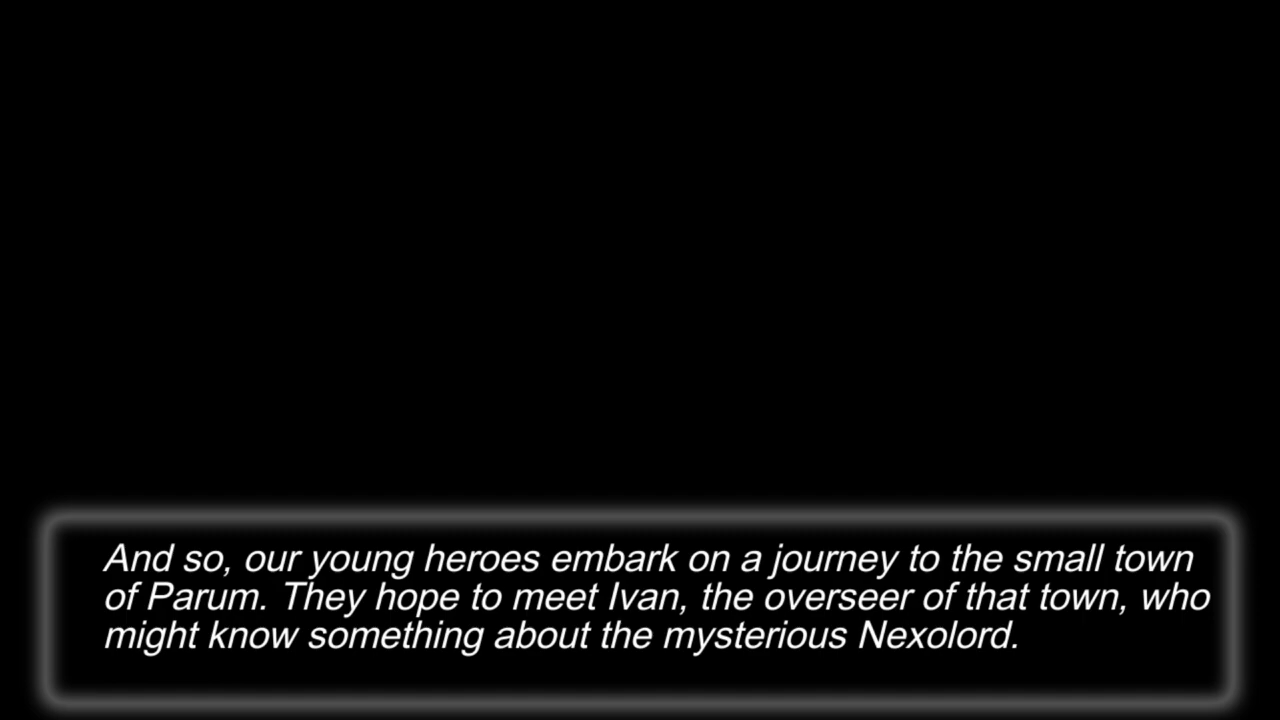 And so, our young heroes embark on a journey to the small town
of Parum. They hope to meet Ivan, the overseer of that town, who
might know something about the mysterious Nexolord.